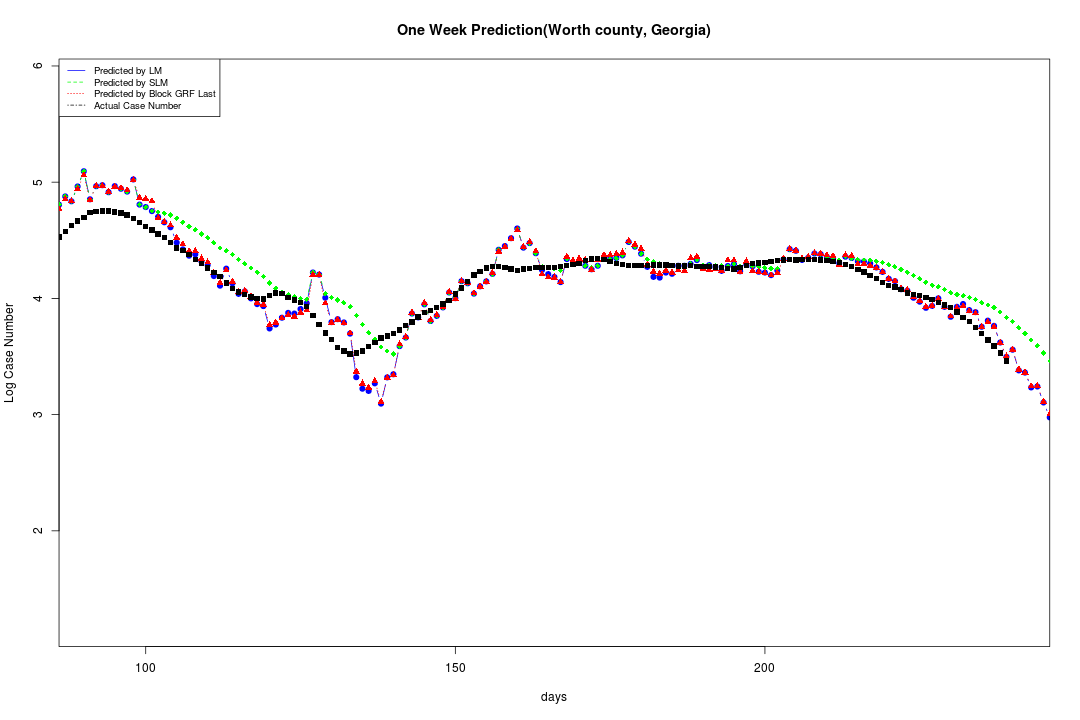 One Week Prediction(Worth county, Georgia)
Predicted by LM
Predicted by SLM
Predicted by Block GRF Last
Actual Case Number
6
5
4
3
2
Log Case Number
100 150 200
days